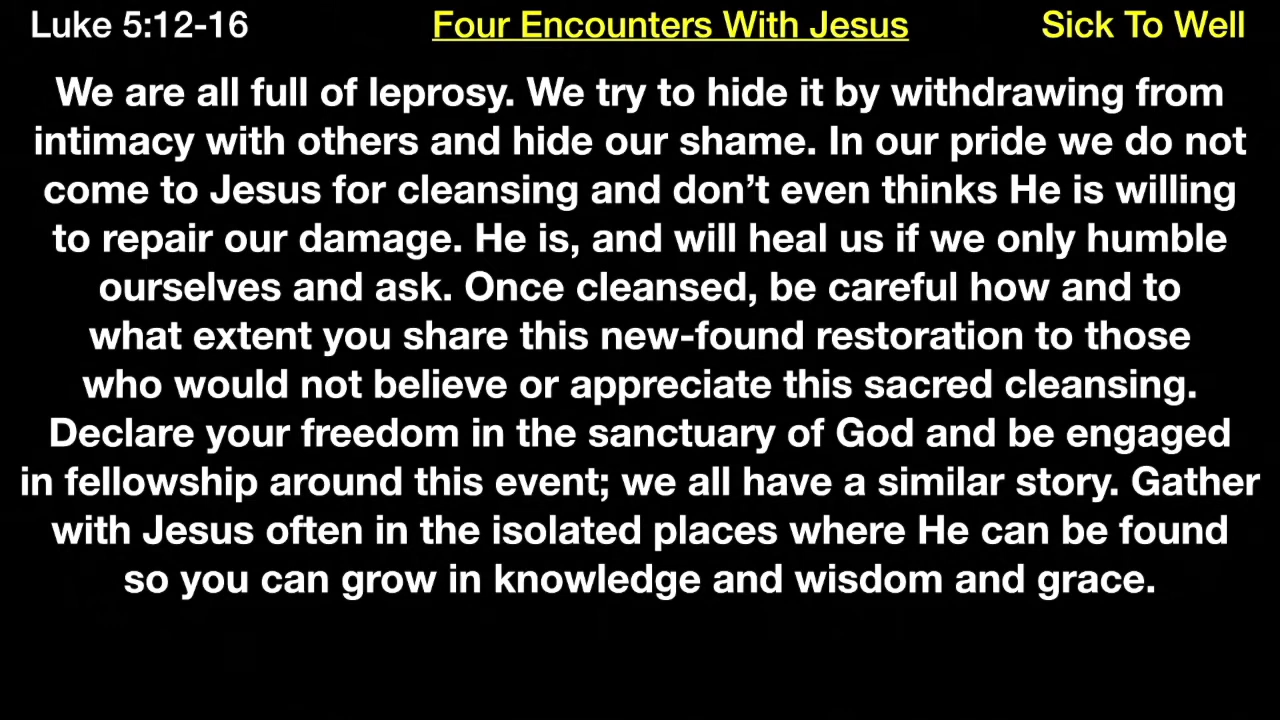 Luke 5:12-16 Four Encounters With Jesus Sick To Well
We are all full of leprosy. We try to hide it by withdrawing from
intimacy with others and hide our shame. In our pride we do not
come to Jesus for cleansing and don’t even thinks He is willing
to repair our damage. He is, and will heal us if we only humble
ourselves and ask. Once cleansed, be careful how and to
what extent you share this new-found restoration to those
who would not believe or appreciate this sacred cleansing.
Declare your freedom in the sanctuary of God and be engaged
in fellowship around this event; we all have a similar story. Gather
with Jesus often in the isolated places where He can be found
so you can grow in knowledge and wisdom and grace.